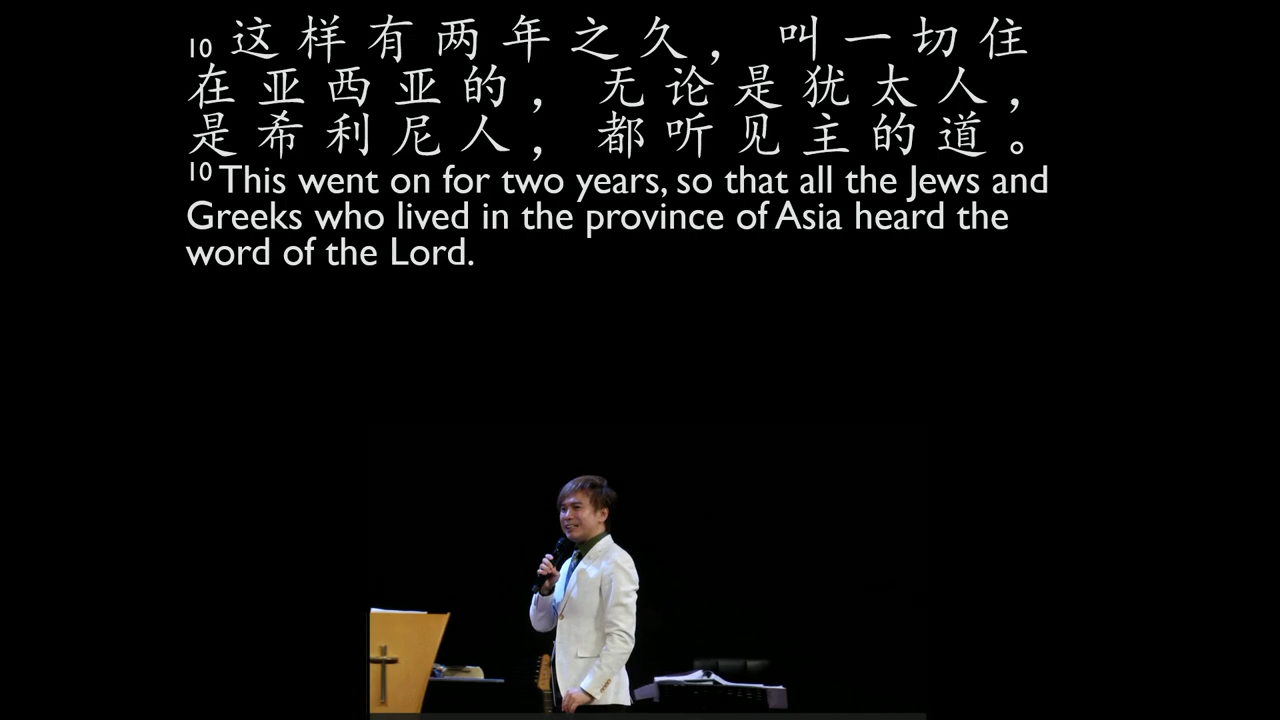 10 这样有两年之久，叫一切住
在亚西亚的，无论是犹太人，
是希利尼人，都听见主的道。
10 This went on for two years, so that all the Jews and
Greeks who lived in the province of Asia heard the
word of the Lord.